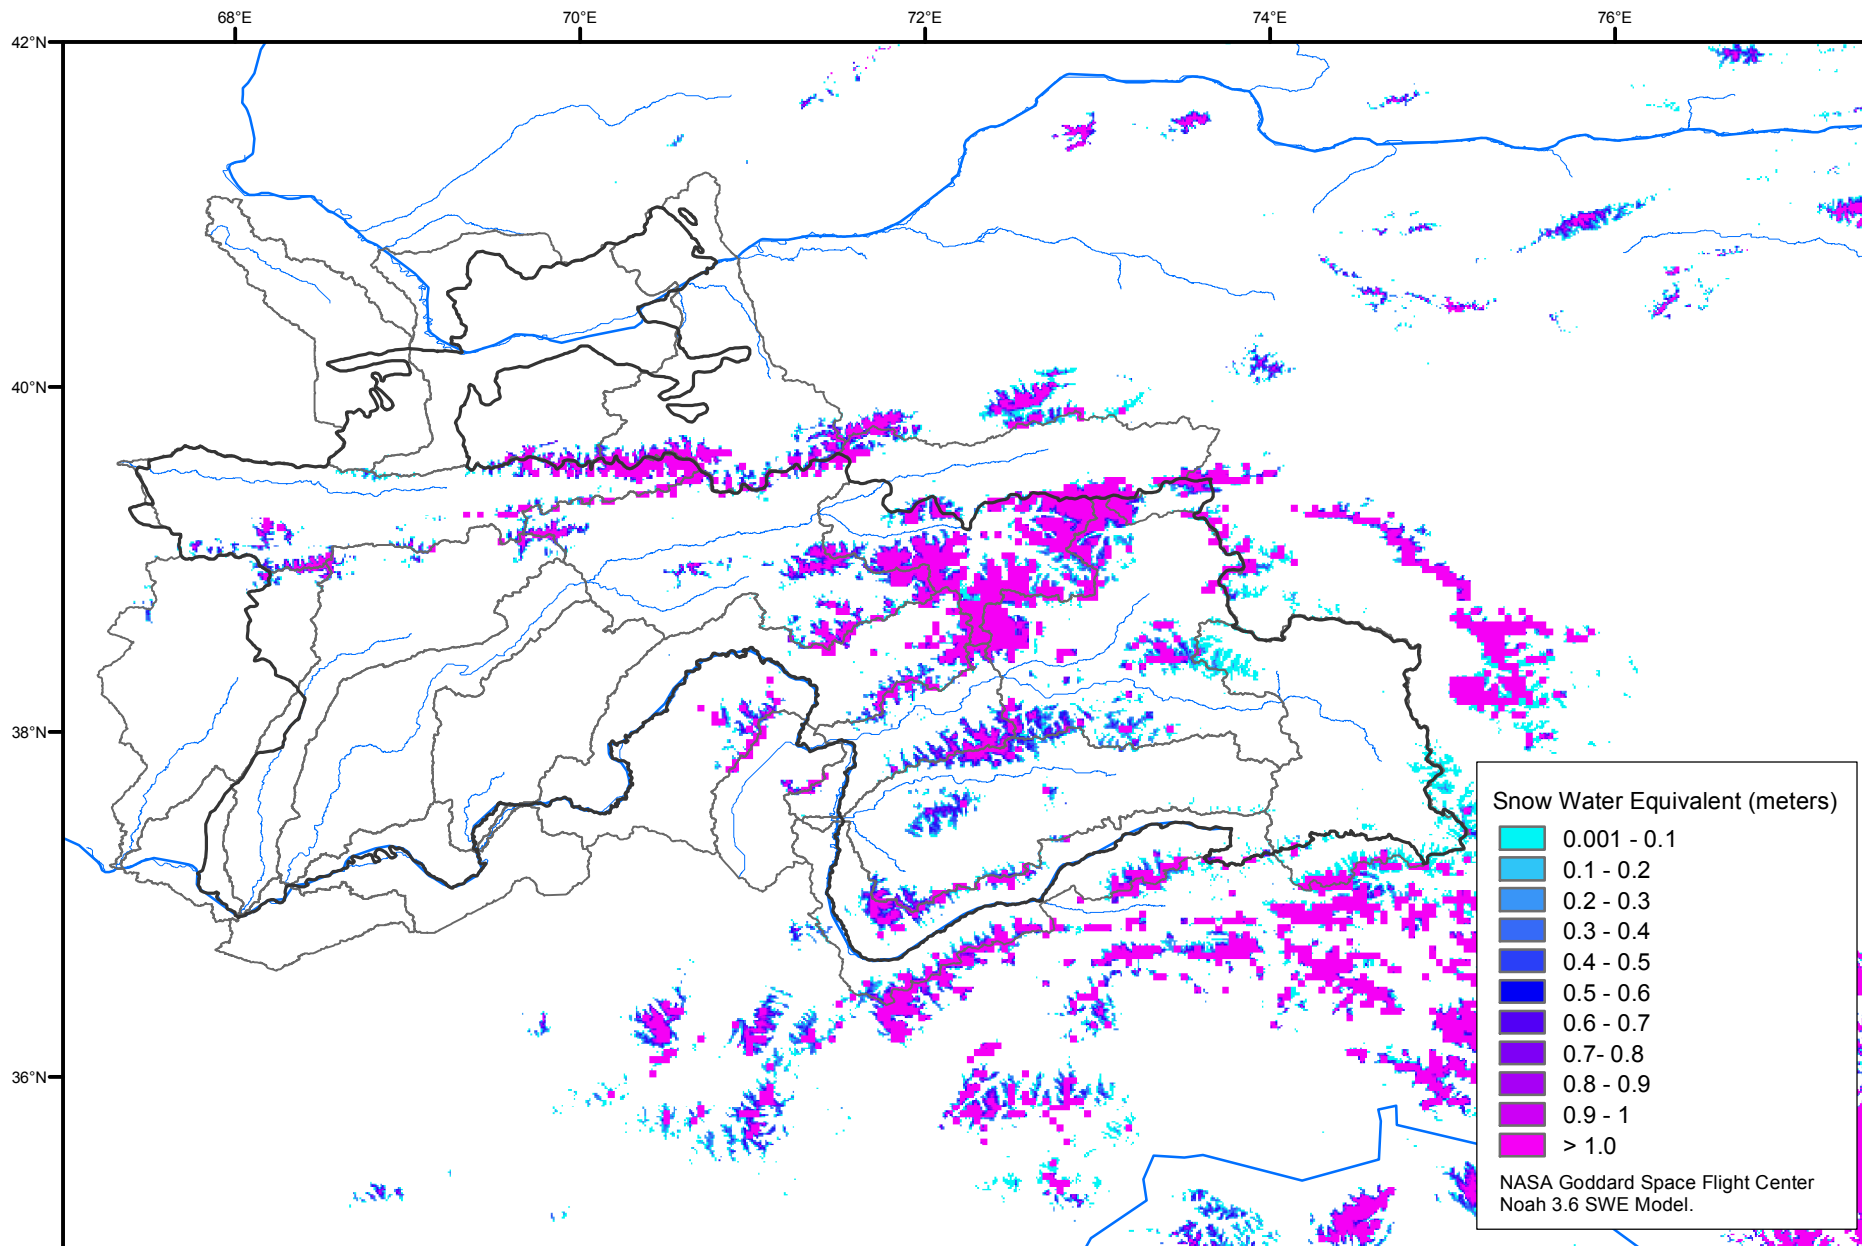 68°E
70°E
72°E
74°E
76°E
42°N
40°N
38°N
36°N
Snow Water Equivalent (meters)
0.001 - 0.1
0.1 - 0.2
0.2 - 0.3
0.3 - 0.4
0.4 - 0.5
0.5 - 0.6
0.6 - 0.7
0.7- 0.8
0.8 - 0.9
0.9 - 1
> 1.0
NASA Goddard Space Flight Center
Noah 3.6 SWE Model.